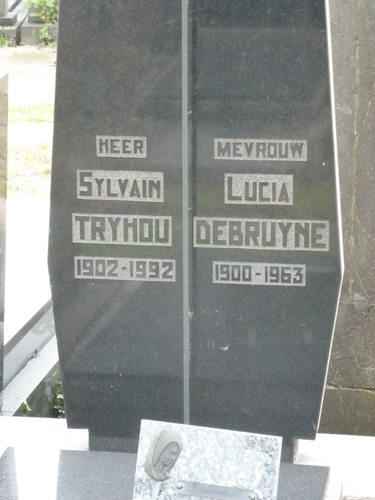 HEER
SYLVAIN
TRYHOU
1902-1992
MEVROUW
LUCIA
DEBRUYNE
1900-1963